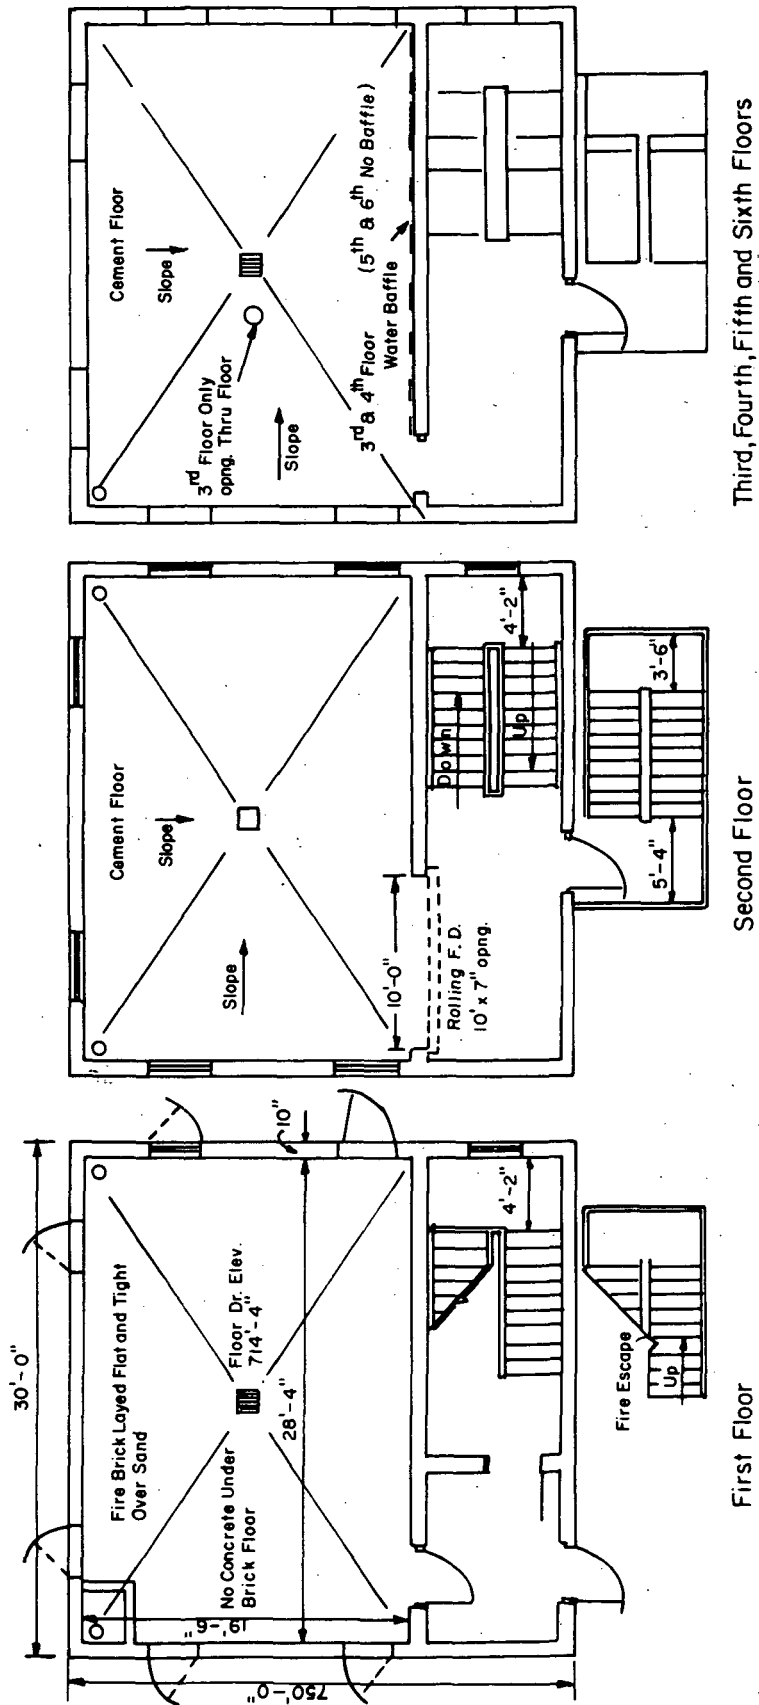 30'-0"
Fire Brick Layed Flat and Tight
Over Sand
Floor Dr. Elev.
714'-4"
28'-4"
No Concrete Under
Brick Floor
19'-6"
750'-0"
10"
4'-2"
Fire Escape
Up
First Floor
Cement Floor
Slope
Slope
10'-0"
Rolling F. D.
10' x 7" opng.
Down
Up
4'-2"
3'-6"
5'-4"
Second Floor
Cement Floor
Slope
3rd Floor Only
opng. Thru Floor
Slope
3rd & 4th Floor
(5th & 6th No Baffle)
Water Baffle
Third, Fourth, Fifth and Sixth Floors